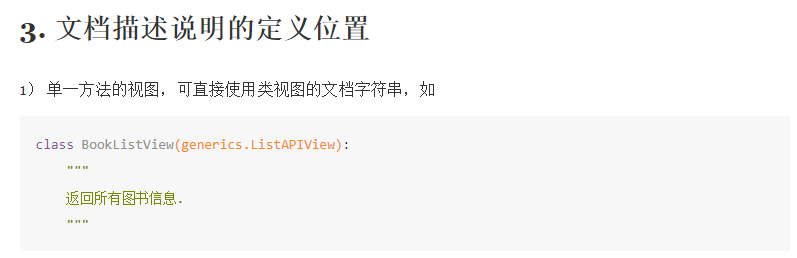 3. 文档描述说明的定义位置
1） 单一方法的视图，可直接使用类视图的文档字符串，如
class BookListView(generics.ListAPIView):
    """
    返回所有图书信息.
    """